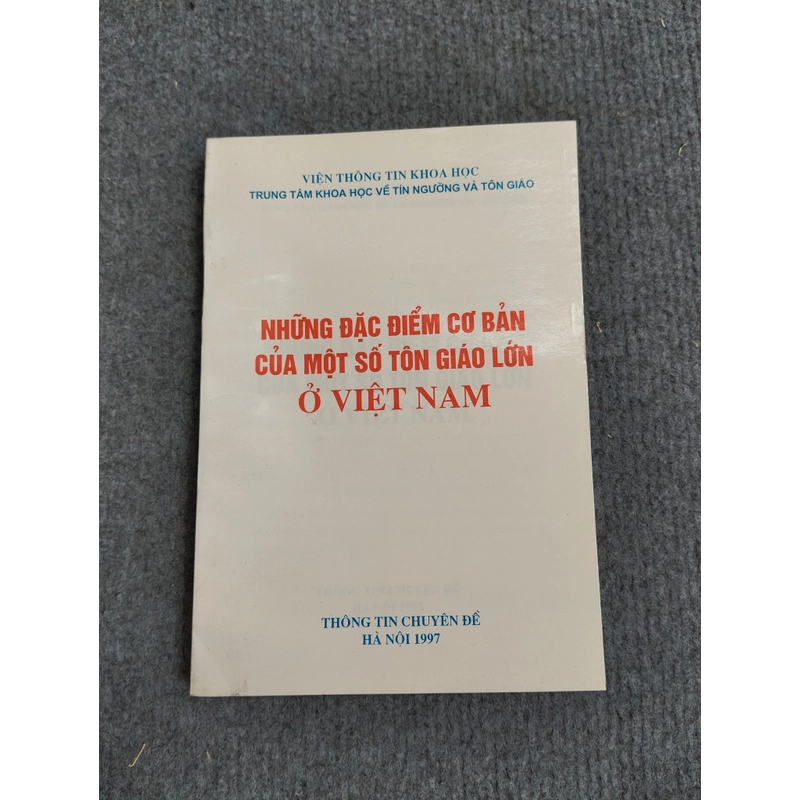 VIỆN THÔNG TIN KHOA HỌC
TRUNG TÂM KHOA HỌC VỀ TÍN NGƯỠNG VÀ TÔN GIÁO
NHỮNG ĐẶC ĐIỂM CƠ BẢN
CỦA MỘT SỐ TÔN GIÁO LỚN
Ở VIỆT NAM
THÔNG TIN CHUYÊN ĐỀ
HÀ NỘI 1997